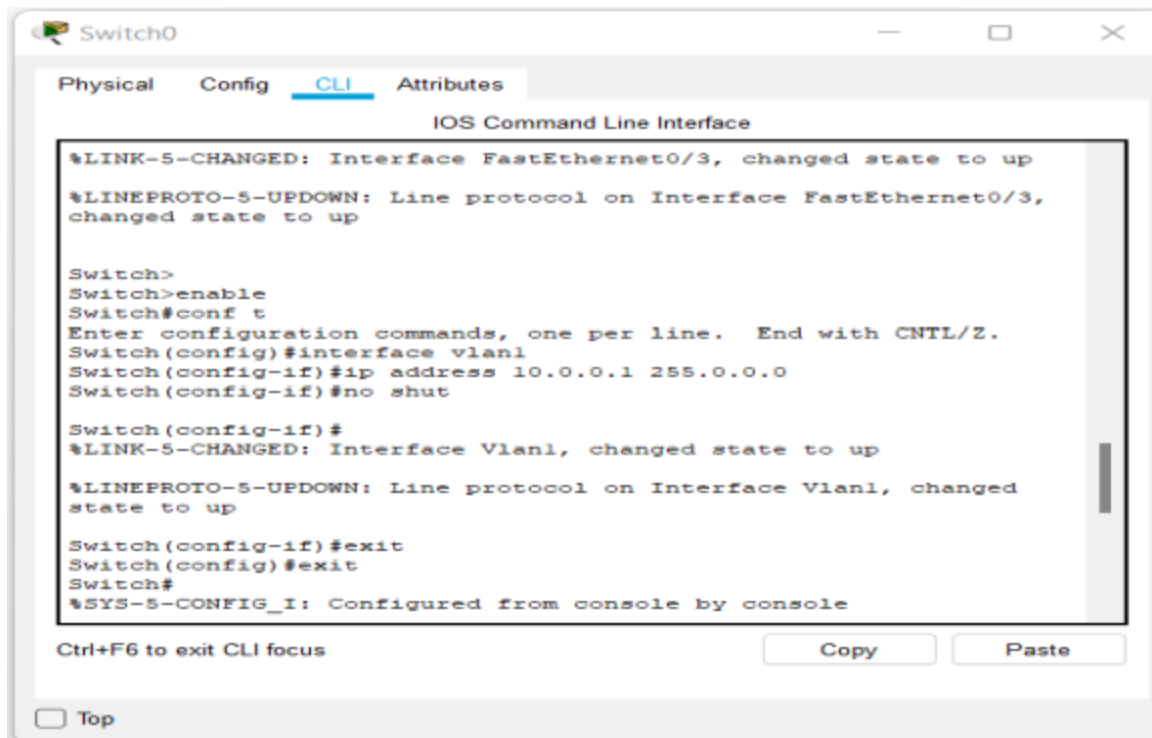 Switch0
Physical Config CLI Attributes
IOS Command Line Interface
%LINK-5-CHANGED: Interface FastEthernet0/3, changed state to up
%LINEPROTO-5-UPDOWN: Line protocol on Interface FastEthernet0/3,
changed state to up
Switch>
Switch>enable
Switch#conf t
Enter configuration commands, one per line.  End with CNTL/Z.
Switch(config)#interface vlan1
Switch(config-if)#ip address 10.0.0.1 255.0.0.0
Switch(config-if)#no shut
Switch(config-if)#
%LINK-5-CHANGED: Interface Vlan1, changed state to up
%LINEPROTO-5-UPDOWN: Line protocol on Interface Vlan1, changed
state to up
Switch(config-if)#exit
Switch(config)#exit
Switch#
%SYS-5-CONFIG_I: Configured from console by console
Ctrl+F6 to exit CLI focus
Copy Paste
Top